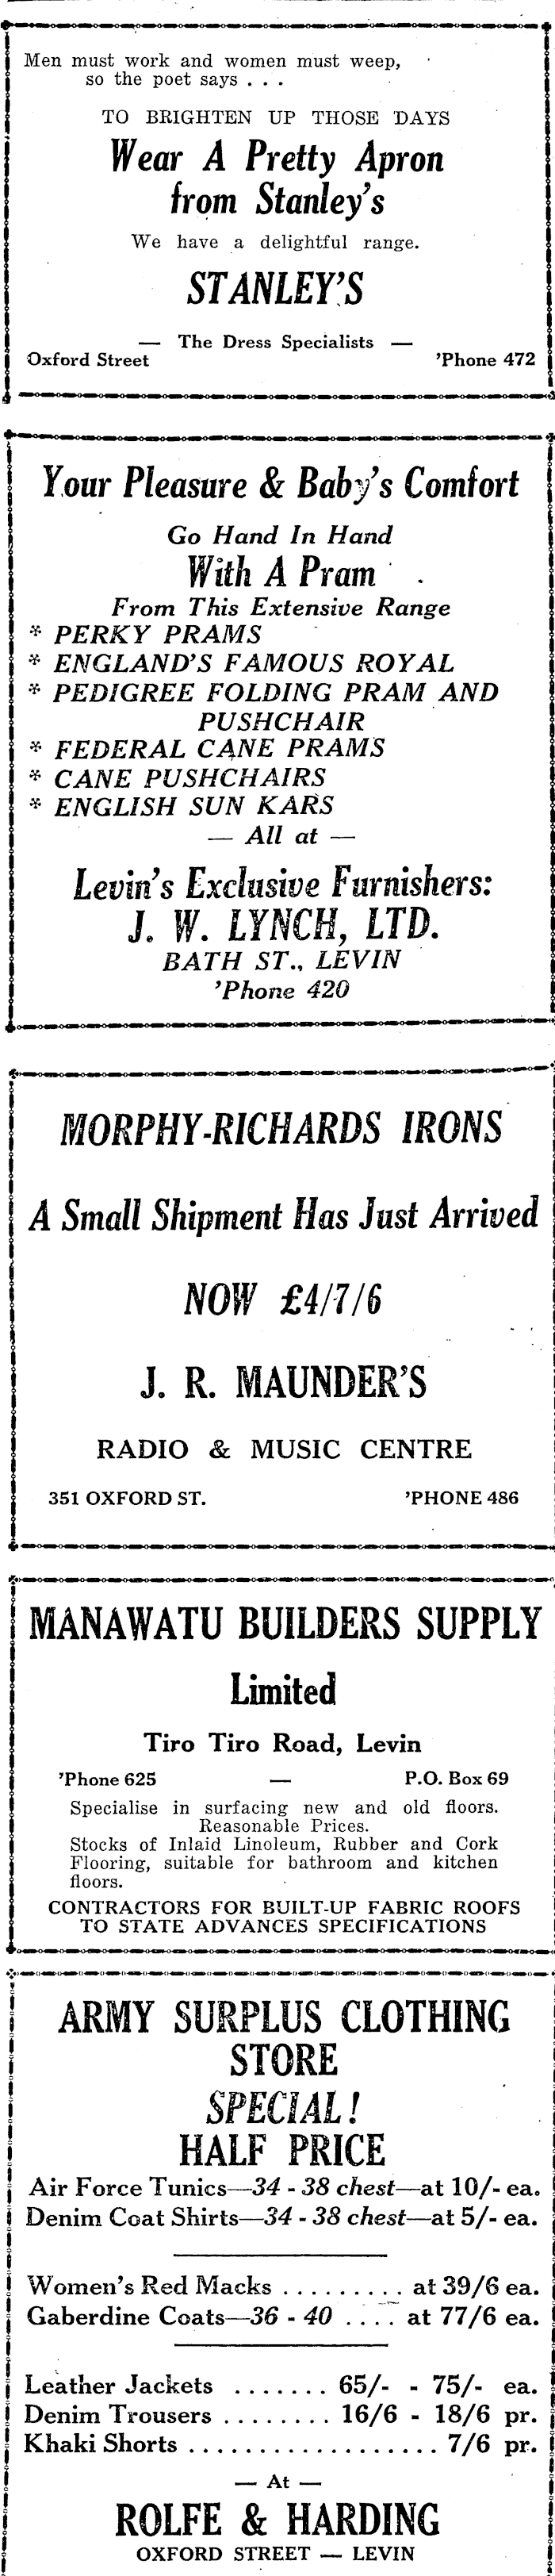 Men must work and women must weep,
so the poet says . . .
TO BRIGHTEN UP THOSE DAYS
Wear A Pretty Apron
from Stanley's
We have a delightful range.
STANLEY'S
— The Dress Specialists —
Oxford Street 'Phone 472
Your Pleasure & Baby's Comfort
Go Hand In Hand
With A Pram
From This Extensive Range
* PERKY PRAMS
* ENGLAND'S FAMOUS ROYAL
* PEDIGREE FOLDING PRAM AND
PUSHCHAIR
* FEDERAL CANE PRAMS
* CANE PUSHCHAIRS
* ENGLISH SUN KARS
— All at —
Levin's Exclusive Furnishers:
J. W. LYNCH, LTD.
BATH ST., LEVIN
'Phone 420
MORPHY-RICHARDS IRONS
A Small Shipment Has Just Arrived
NOW £4/7/6
J. R. MAUNDER'S
RADIO & MUSIC CENTRE
351 OXFORD ST. 'PHONE 486
MANAWATU BUILDERS SUPPLY
Limited
Tiro Tiro Road, Levin
'Phone 625 — P.O. Box 69
Specialise in surfacing new and old floors.
Reasonable Prices.
Stocks of Inlaid Linoleum, Rubber and Cork
Flooring, suitable for bathroom and kitchen
floors.
CONTRACTORS FOR BUILT-UP FABRIC ROOFS
TO STATE ADVANCES SPECIFICATIONS
ARMY SURPLUS CLOTHING
STORE
SPECIAL!
HALF PRICE
Air Force Tunics—34 - 38 chest—at 10/- ea.
Denim Coat Shirts—34 - 38 chest—at 5/- ea.
Women's Red Macks . . . . . . . . . at 39/6 ea.
Gaberdine Coats—36 - 40 . . . . at 77/6 ea.
Leather Jackets . . . . . . . 65/- - 75/- ea.
Denim Trousers . . . . . . . . 16/6 - 18/6 pr.
Khaki Shorts . . . . . . . . . . . . . . . . . . 7/6 pr.
— At —
ROLFE & HARDING
OXFORD STREET — LEVIN